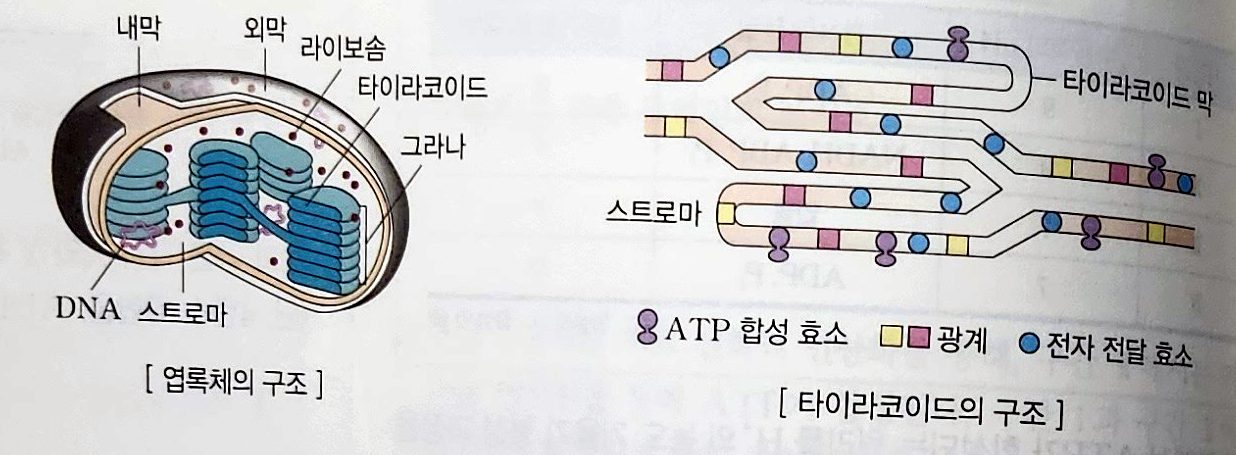 내막
외막
라이보솜
타이라코이드
그라나
DNA 스트로마
[ 엽록체의 구조 ]
타이라코이드 막
스트로마
ATP 합성 효소 광계 전자 전달 효소
[ 타이라코이드의 구조 ]